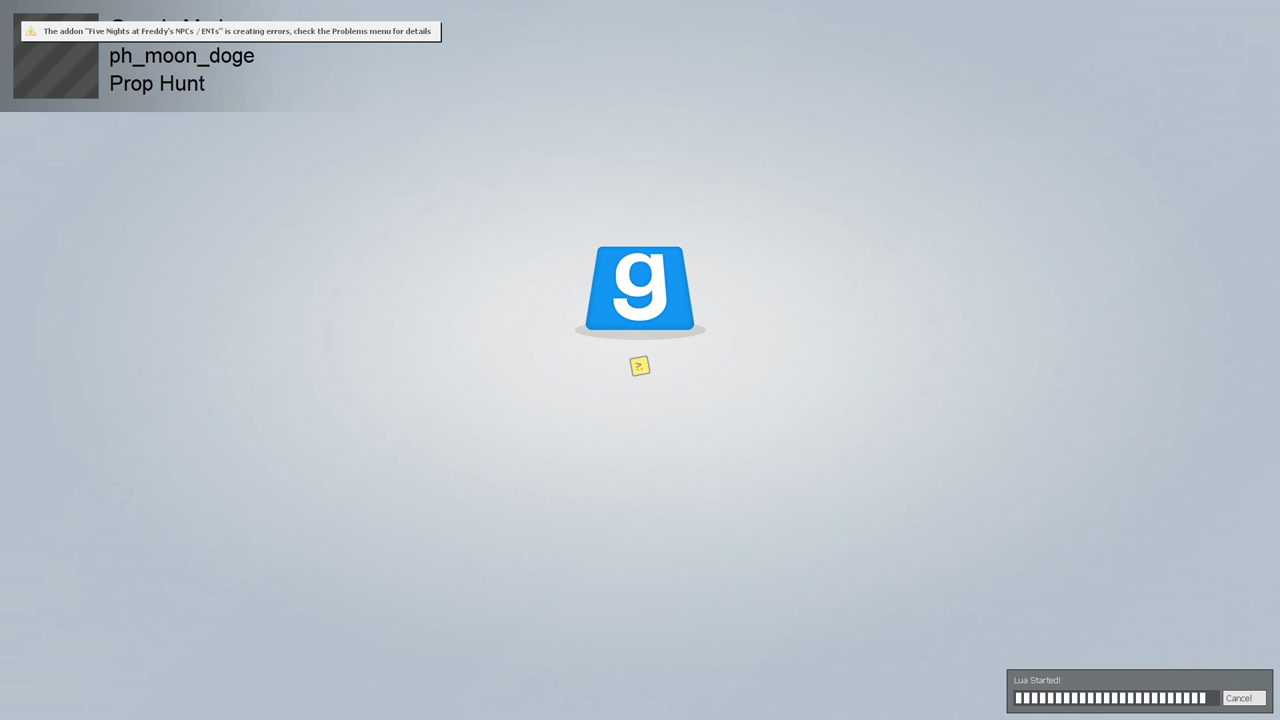 The addon "Five Nights at Freddy's NPCs / ENTs" is creating errors, check the Problems menu for details
ph_moon_doge
Prop Hunt
g
Lua Started!
Cancel